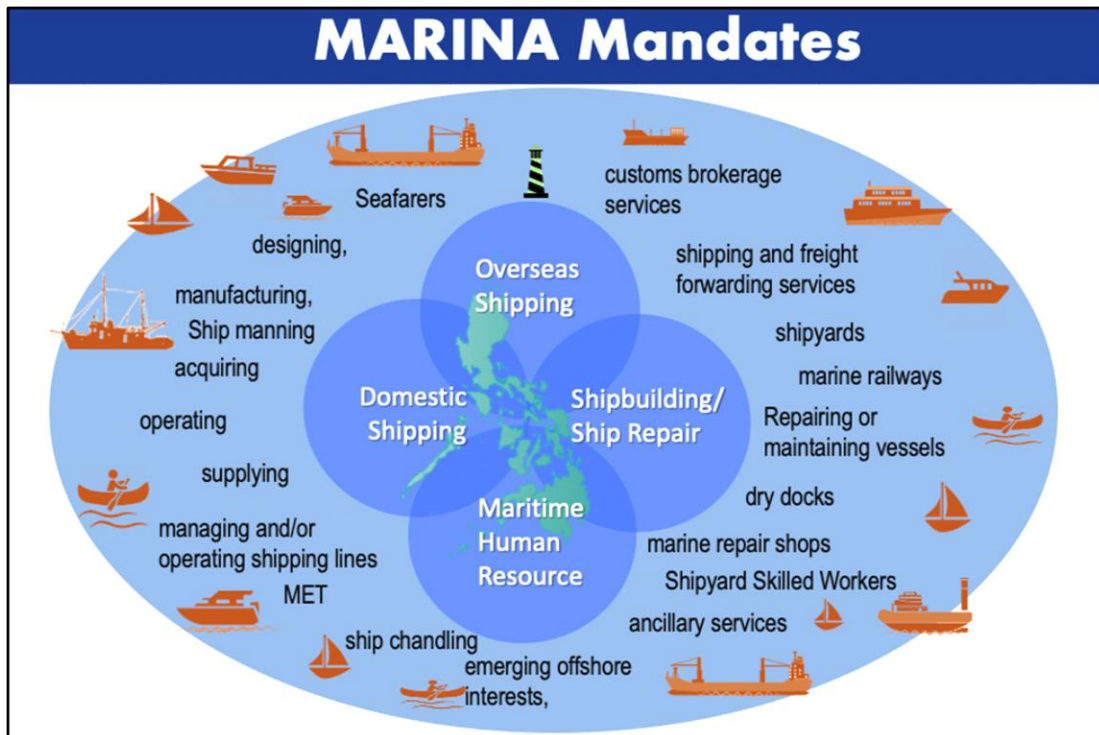 MARINA Mandates
Seafarers
designing,
manufacturing,
Ship manning
acquiring
operating
supplying
managing and/or
operating shipping lines
MET
ship chandling
emerging offshore
interests,
Overseas
Shipping
Domestic
Shipping
Shipbuilding/
Ship Repair
Maritime
Human
Resource
customs brokerage
services
shipping and freight
forwarding services
shipyards
marine railways
Repairing or
maintaining vessels
dry docks
marine repair shops
Shipyard Skilled Workers
ancillary services